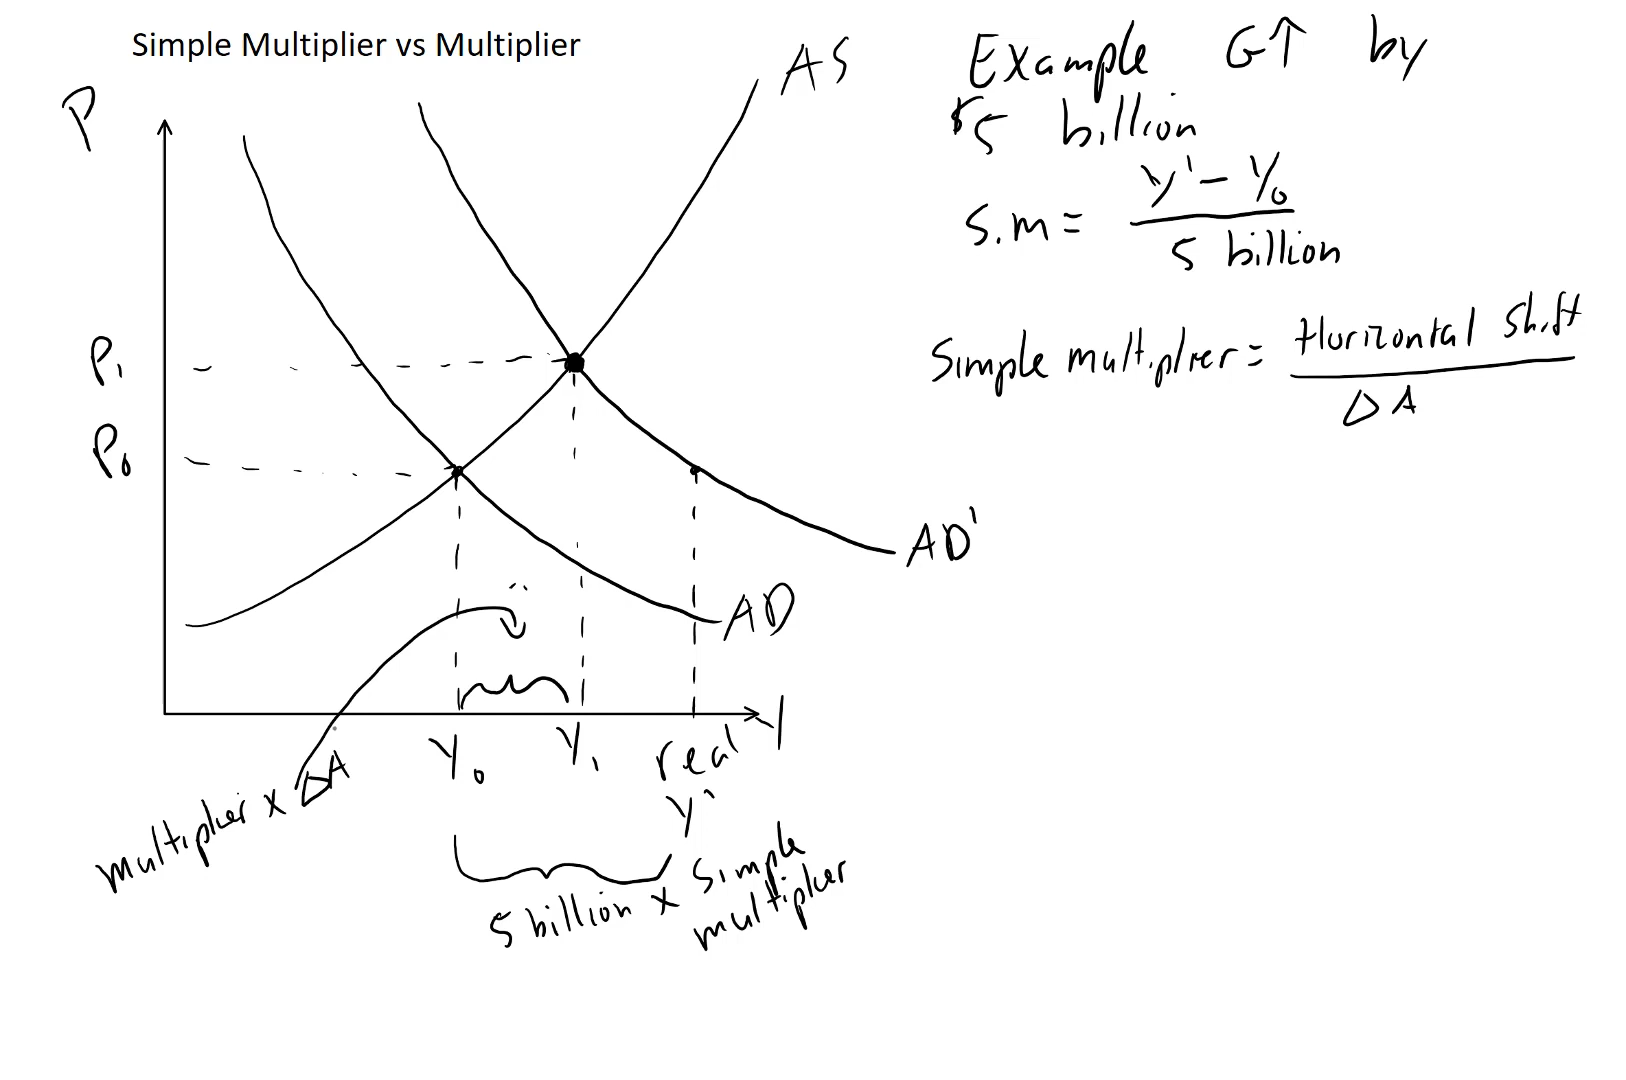 Simple Multiplier vs Multiplier
P
AS
P₁
P₀
AD'
AD
Y₀
Y₁
real Y
Y'
multiplier x ΔA
5 billion x simple
multiplier
Example G↑ by
$5 billion
S.m = Y' - Y₀
5 billion
Simple multiplier = Horizontal Shift
ΔA